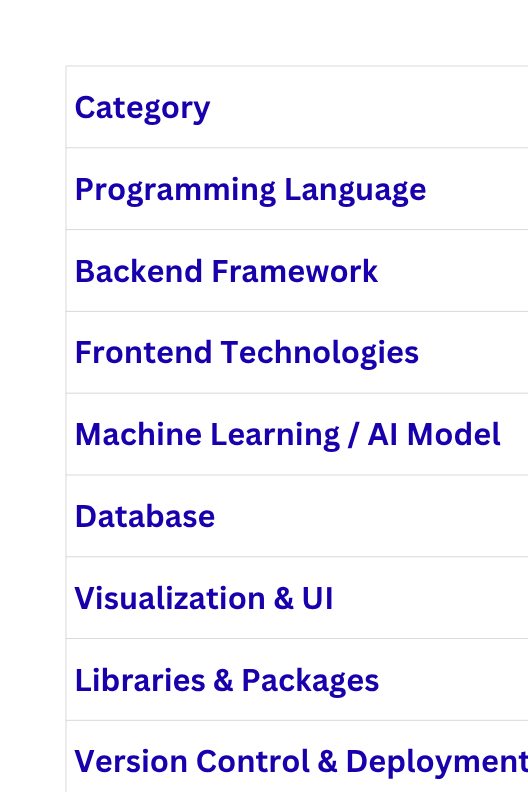 Category
Programming Language
Backend Framework
Frontend Technologies
Machine Learning / AI Model
Database
Visualization & UI
Libraries & Packages
Version Control & Deployment